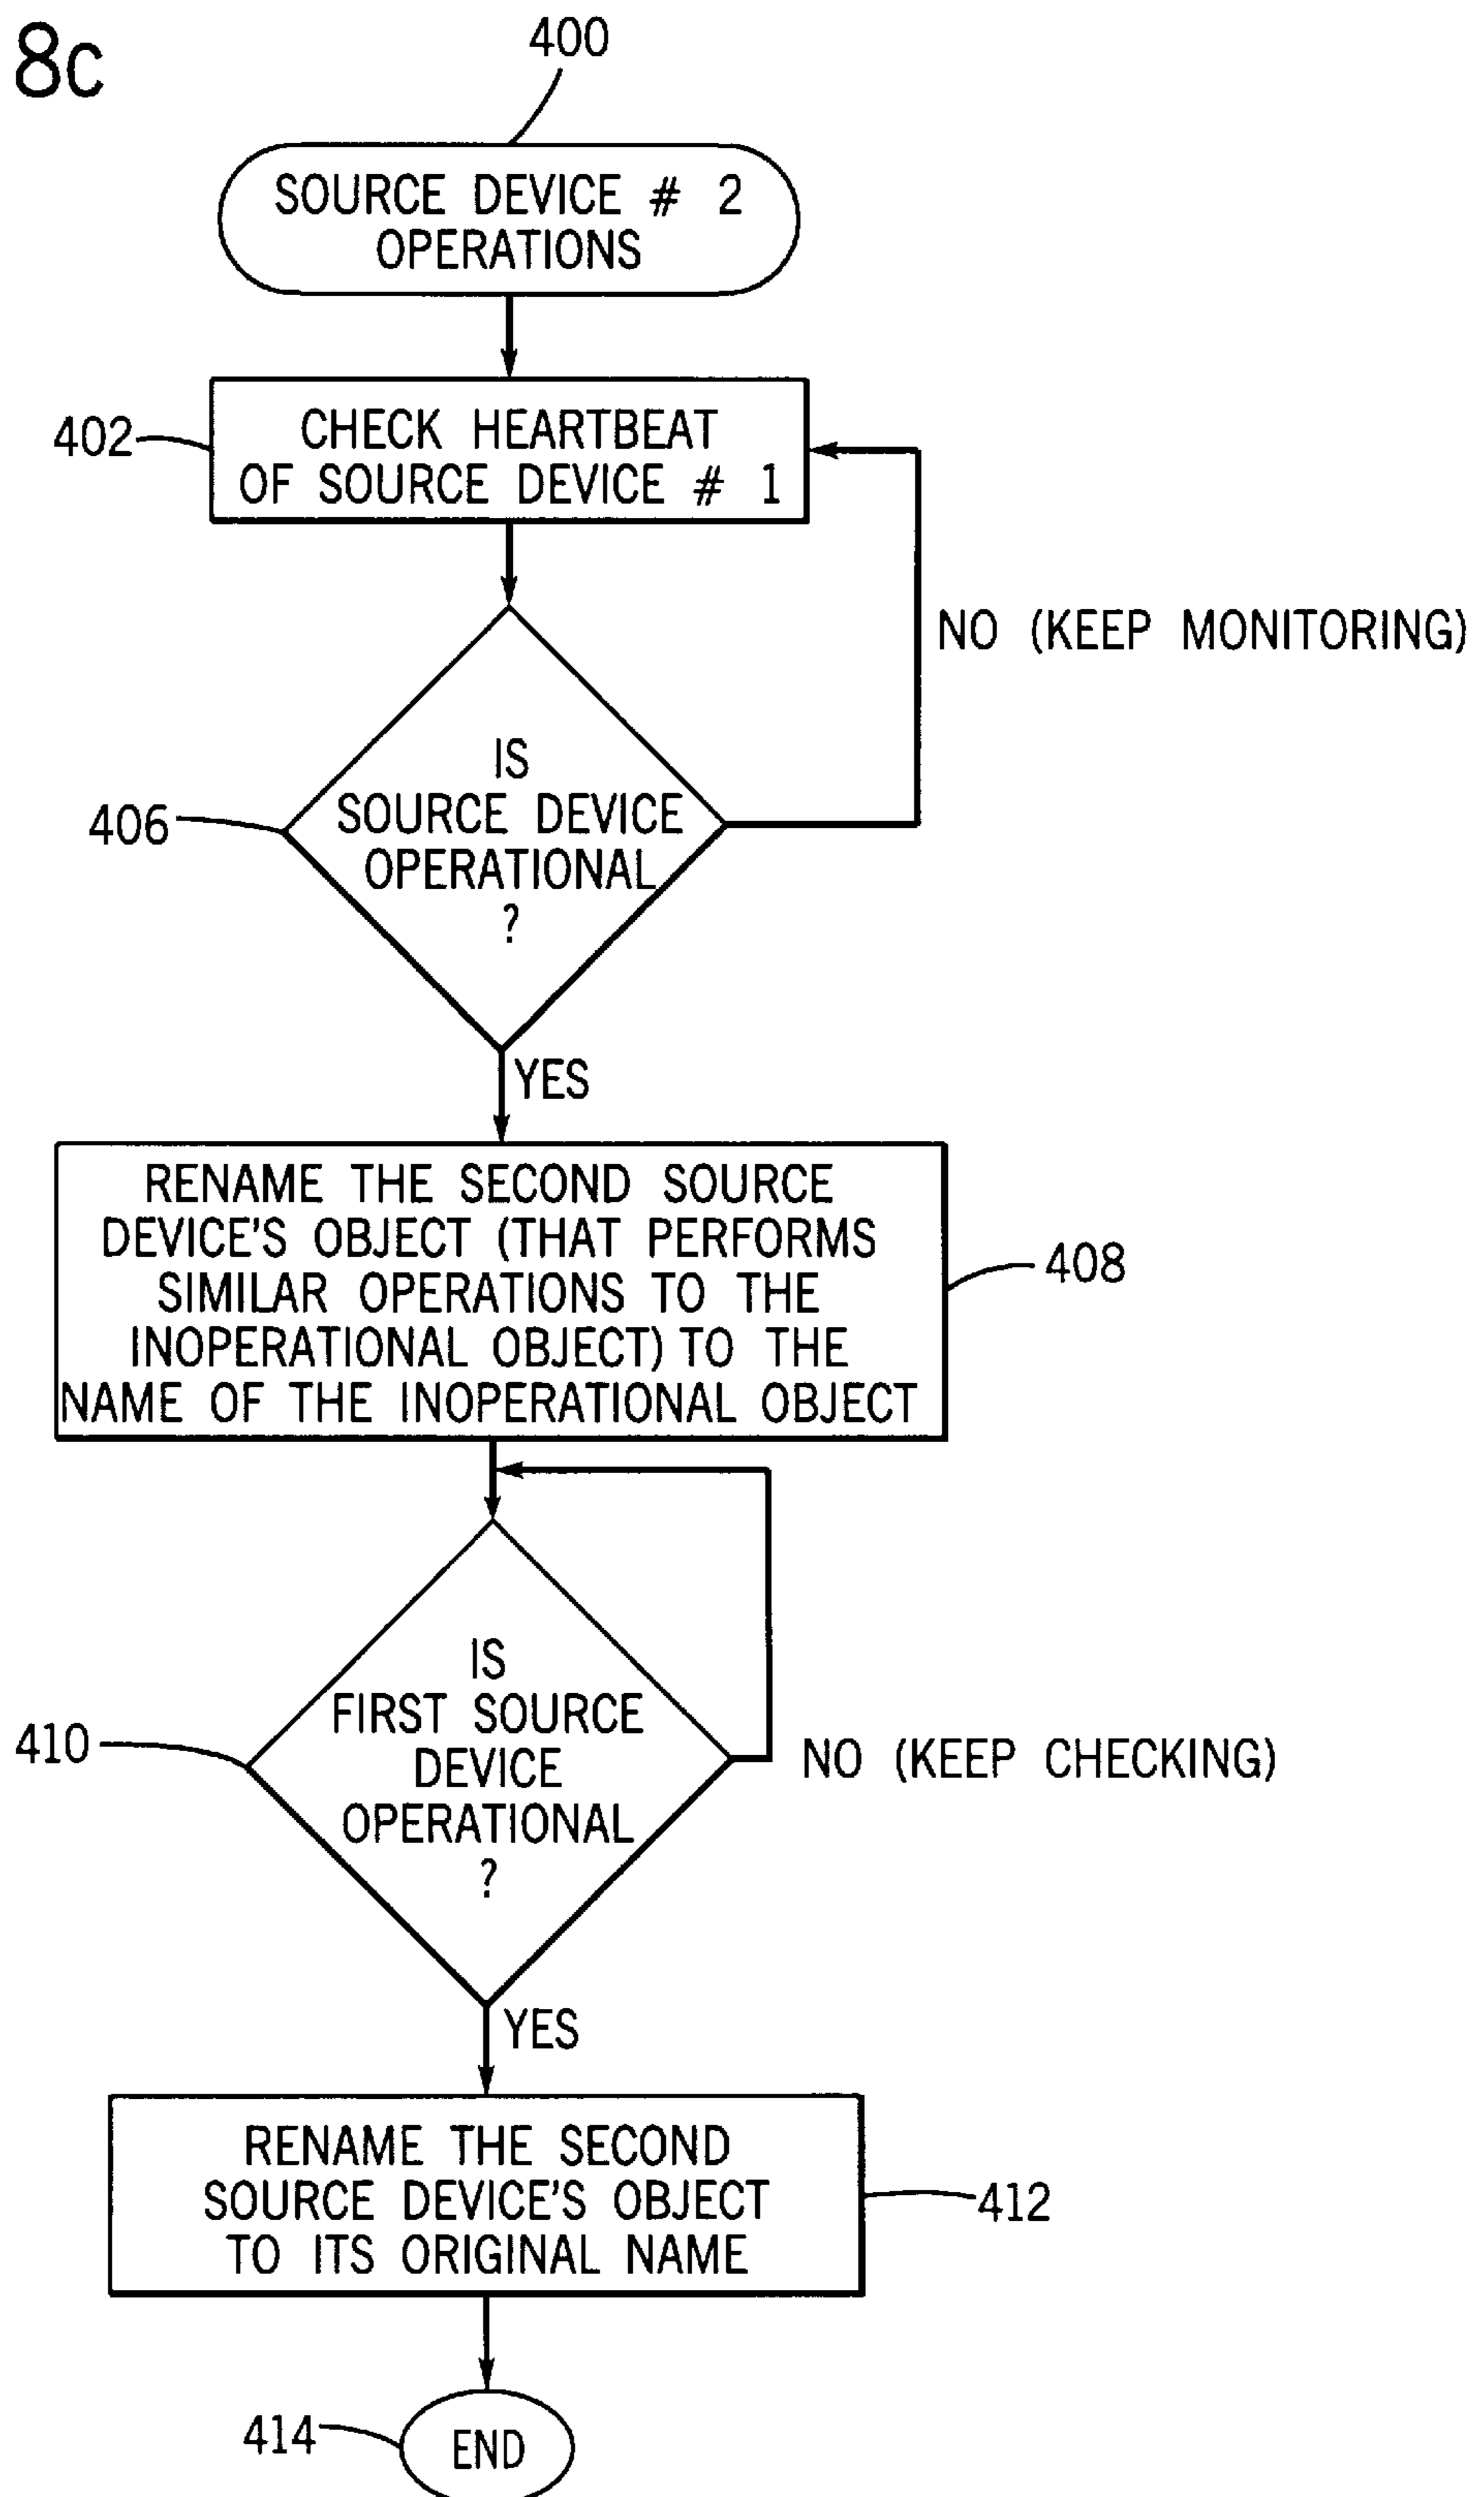 8c
400
SOURCE DEVICE # 2
OPERATIONS
402
CHECK HEARTBEAT
OF SOURCE DEVICE # 1
NO (KEEP MONITORING)
406
IS
SOURCE DEVICE
OPERATIONAL
?
YES
RENAME THE SECOND SOURCE
DEVICE'S OBJECT (THAT PERFORMS
SIMILAR OPERATIONS TO THE
INOPERATIONAL OBJECT) TO THE
NAME OF THE INOPERATIONAL OBJECT
408
410
IS
FIRST SOURCE
DEVICE
OPERATIONAL
?
NO (KEEP CHECKING)
YES
RENAME THE SECOND
SOURCE DEVICE'S OBJECT
TO ITS ORIGINAL NAME
412
414
END